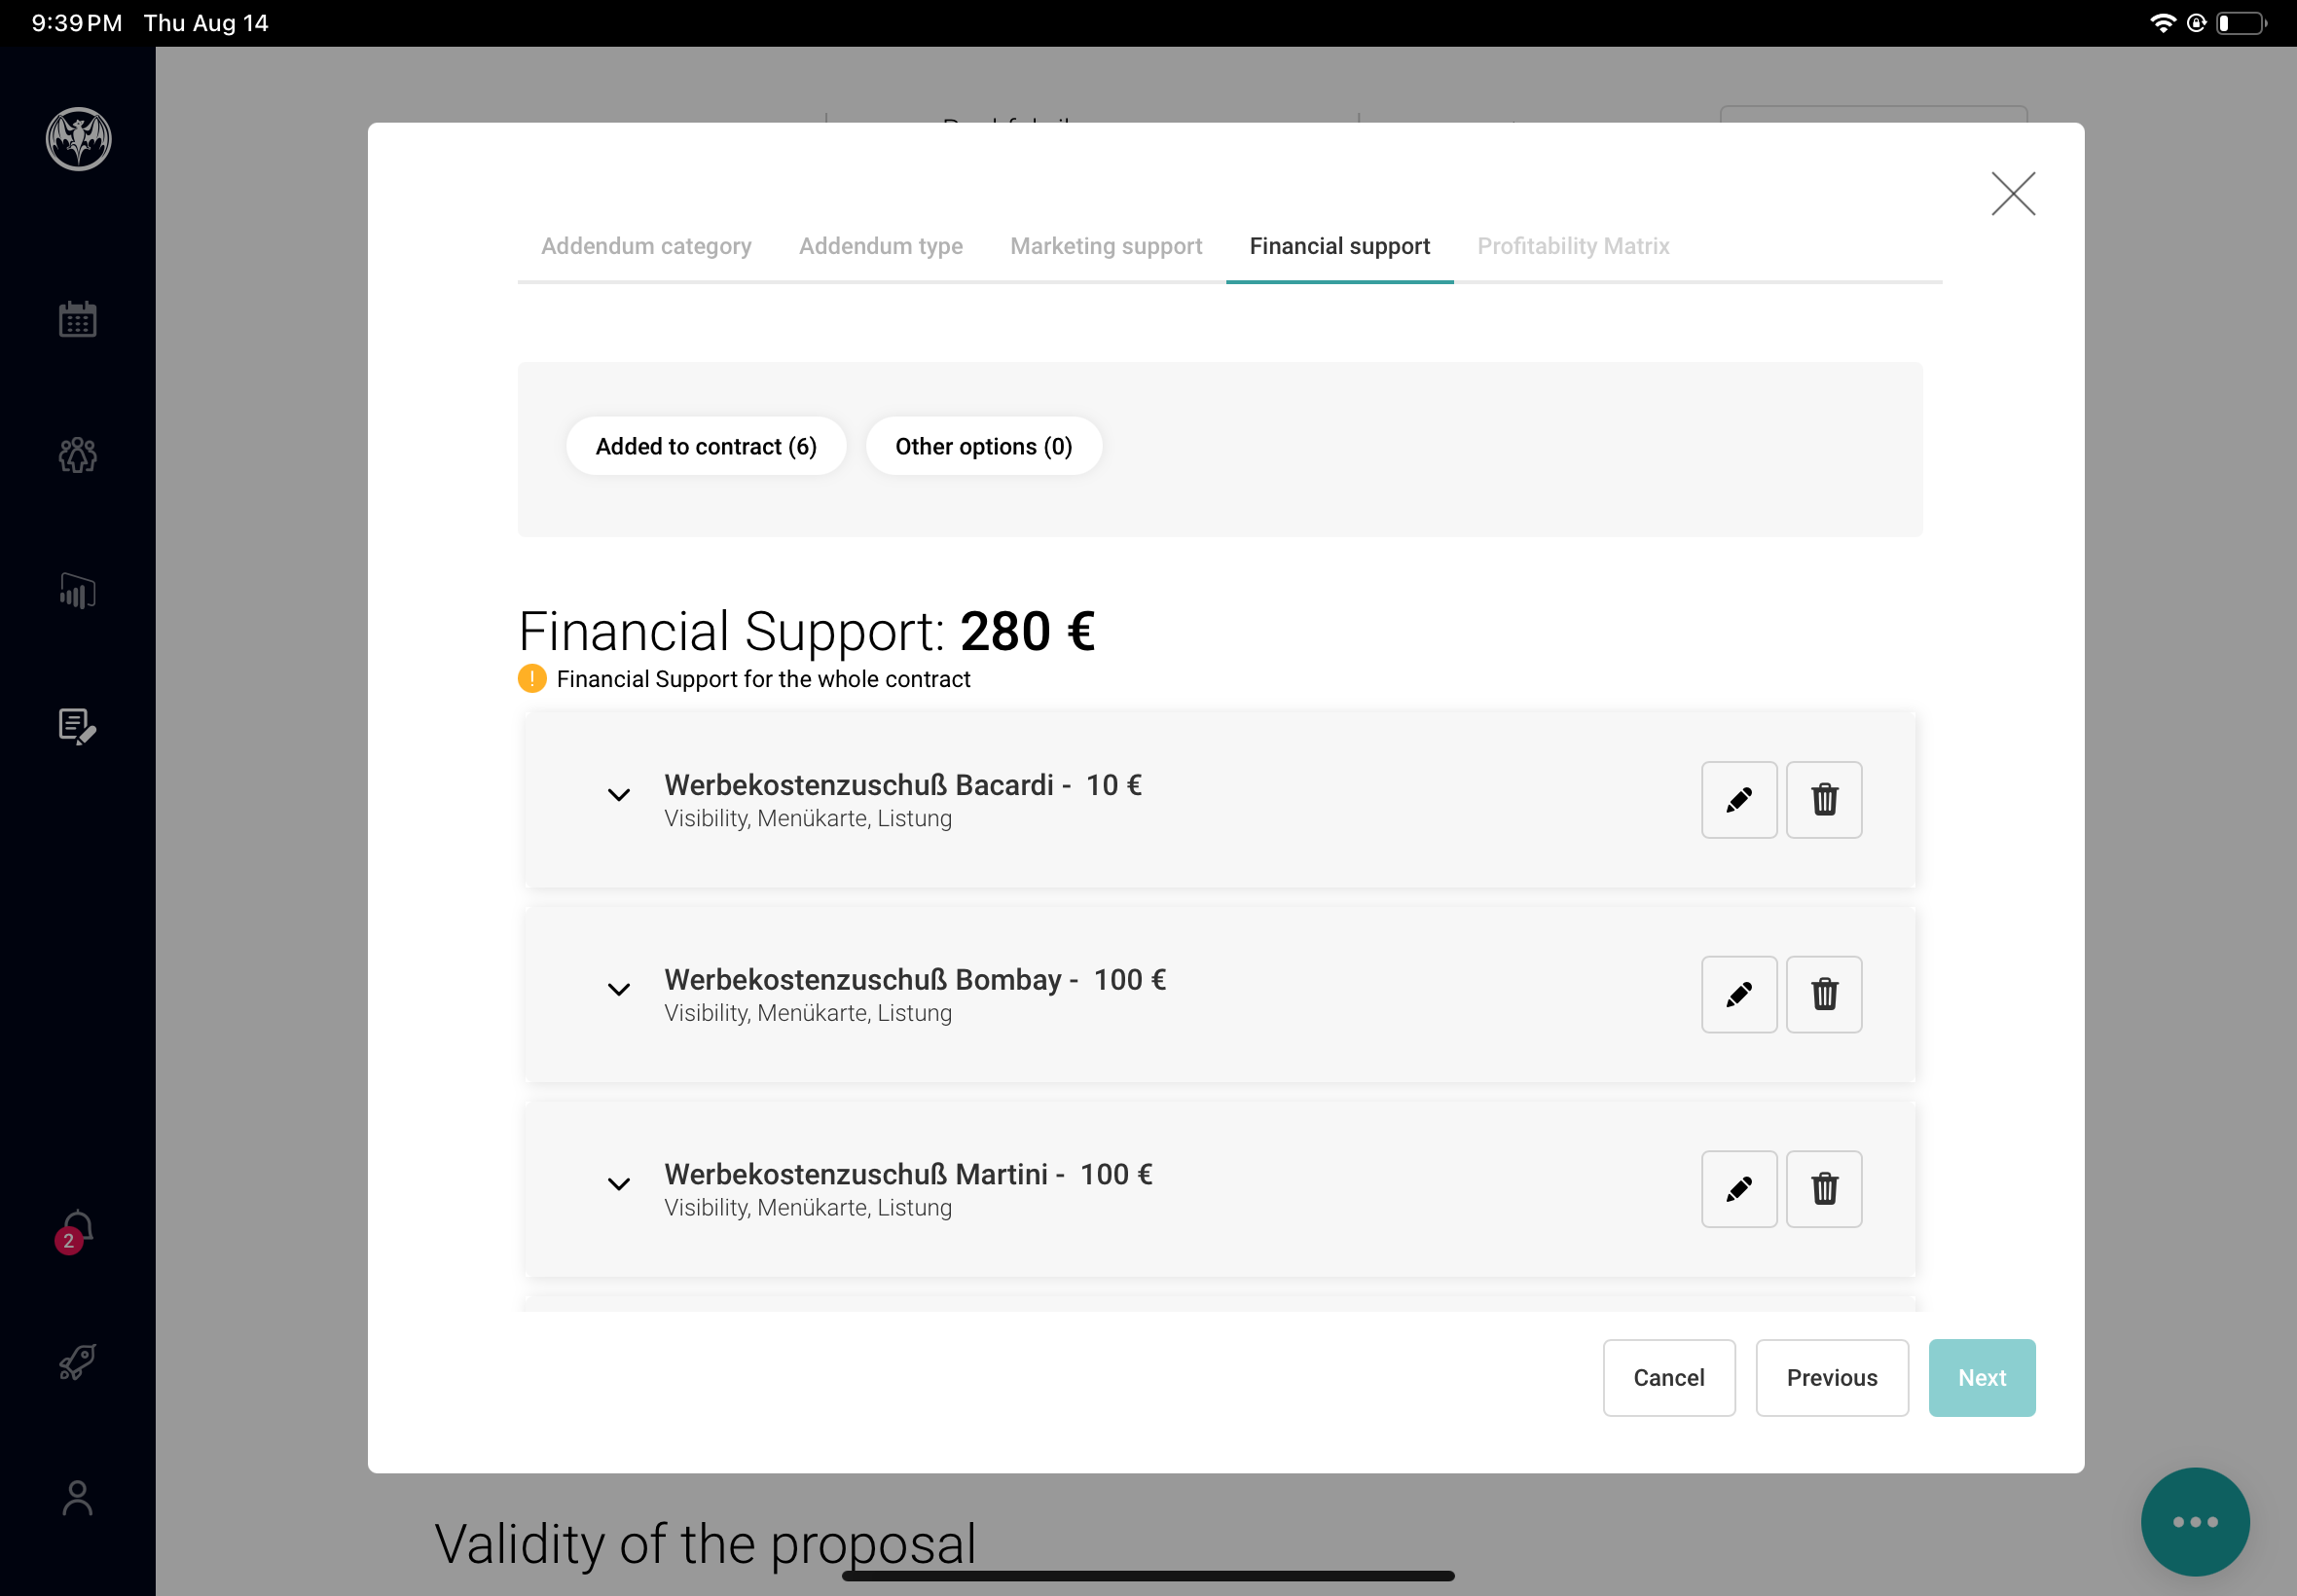 9:39 PM Thu Aug 14
Addendum category Addendum type Marketing support Financial support Profitability Matrix
Added to contract (6) Other options (0)
Financial Support: 280 €
! Financial Support for the whole contract
Werbekostenzuschuß Bacardi - 10 €
Visibility, Menükarte, Listung
Werbekostenzuschuß Bombay - 100 €
Visibility, Menükarte, Listung
Werbekostenzuschuß Martini - 100 €
Visibility, Menükarte, Listung
2
Cancel Previous Next
Validity of the proposal